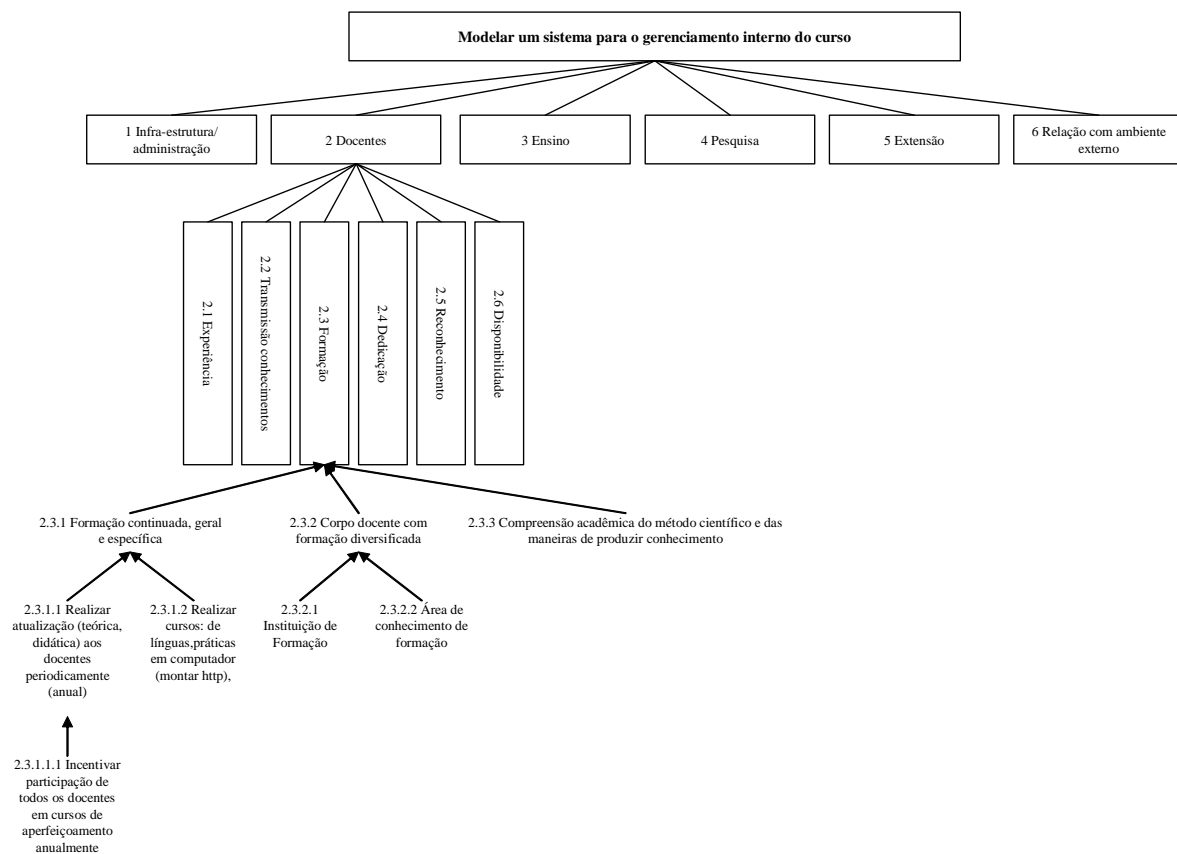 Modelar um sistema para o gerenciamento interno do curso
1 Infra-estrutura/
administração
2 Docentes
3 Ensino
4 Pesquisa
5 Extensão
6 Relação com ambiente
externo
2.1 Experiência
2.2 Transmissão conhecimentos
2.3 Formação
2.4 Dedicação
2.5 Reconhecimento
2.6 Disponibilidade
2.3.1 Formação continuada, geral
e específica
2.3.2 Corpo docente com
formação diversificada
2.3.3 Compreensão acadêmica do método científico e das
maneiras de produzir conhecimento
2.3.1.1 Realizar
atualização (teórica,
didática) aos
docentes
periodicamente
(anual)
2.3.1.2 Realizar
cursos: de
línguas,práticas
em computador
(montar http),
2.3.2.1
Instituição de
Formação
2.3.2.2 Área de
conhecimento de
formação
2.3.1.1.1 Incentivar
participação de
todos os docentes
em cursos de
aperfeiçoamento
anualmente